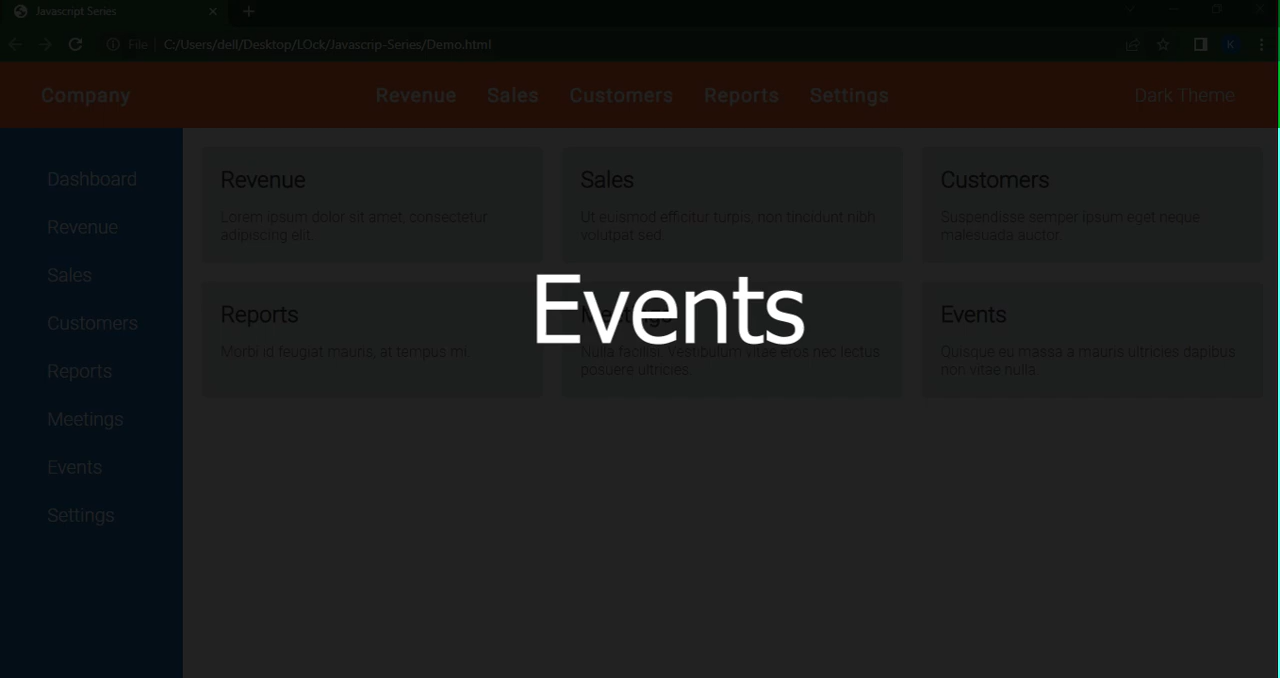 Javascript Series
File C:/Users/dell/Desktop/LOck/Javascrip-Series/Demo.html
K
Company
Revenue Sales Customers Reports Settings
Dark Theme
Dashboard
Revenue
Sales
Customers
Reports
Meetings
Events
Settings
Revenue
Lorem ipsum dolor sit amet, consectetur
adipiscing elit.
Sales
Ut euismod efficitur turpis, non tincidunt nibh
volutpat sed.
Customers
Suspendisse semper ipsum eget neque
malesuada auctor.
Reports
Morbi id feugiat mauris, at tempus mi.
Meetings
Nulla facilisi. Vestibulum vitae eros nec lectus
posuere ultricies.
Events
Quisque eu massa a mauris ultricies dapibus
non vitae nulla.
Events